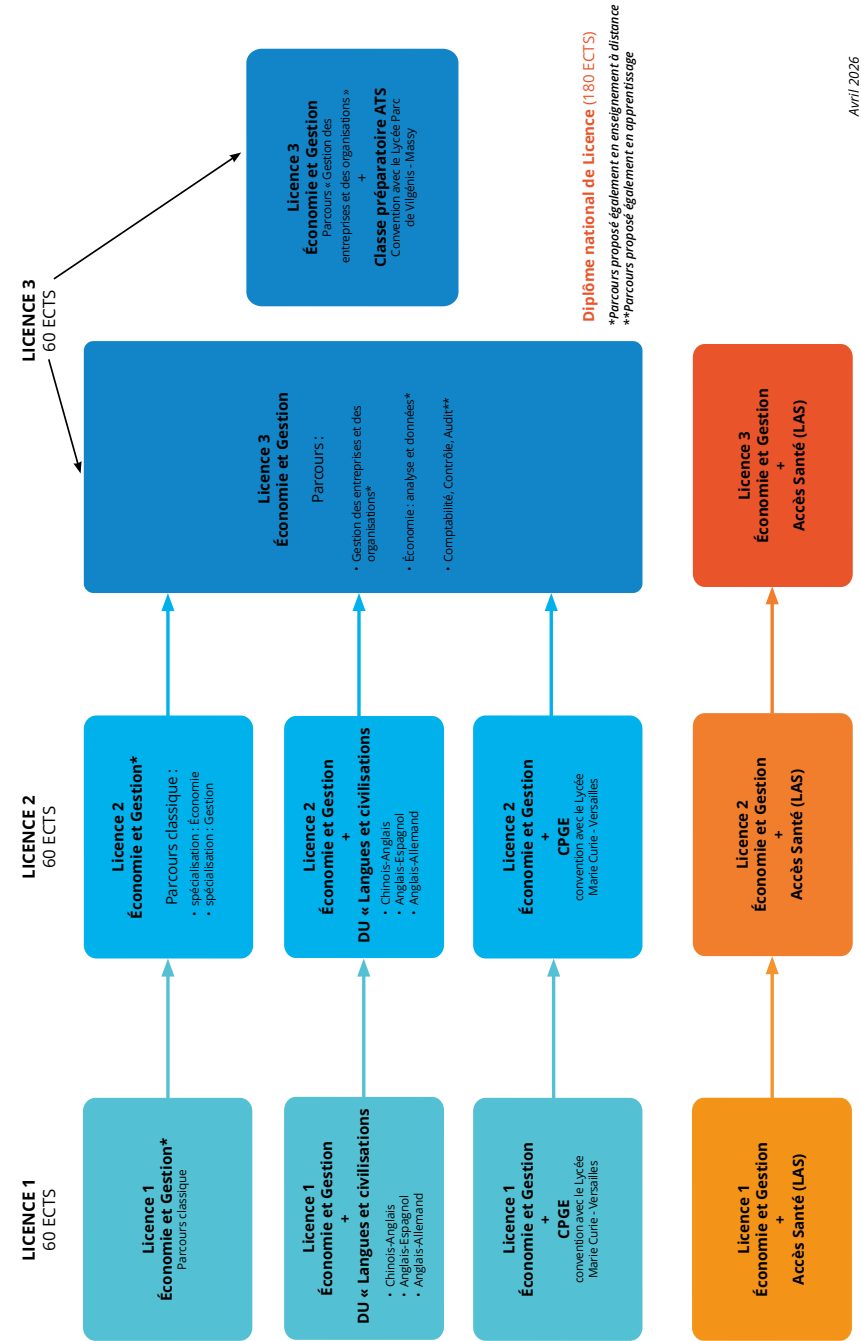 LICENCE 1
60 ECTS
LICENCE 2
60 ECTS
LICENCE 3
60 ECTS
Licence 1
Économie et Gestion*
Parcours classique
Licence 2
Économie et Gestion*
Parcours classique :
• spécialisation : Économie
• spécialisation : Gestion
Licence 1
Économie et Gestion
+
DU « Langues et civilisations
• Chinois-Anglais
• Anglais-Espagnol
• Anglais-Allemand
Licence 2
Économie et Gestion
+
DU « Langues et civilisations
• Chinois-Anglais
• Anglais-Espagnol
• Anglais-Allemand
Licence 1
Économie et Gestion
+
CPGE
convention avec le Lycée
Marie Curie - Versailles
Licence 2
Économie et Gestion
+
CPGE
convention avec le Lycée
Marie Curie - Versailles
Licence 3
Économie et Gestion
Parcours :
• Gestion des entreprises et des
organisations*
• Économie : analyse et données*
• Comptabilité, Contrôle, Audit**
Licence 3
Économie et Gestion
Parcours « Gestion des
entreprises et des organisations »
+
Classe préparatoire ATS
Convention avec le Lycée Parc
de Vilgénis - Massy
Licence 1
Économie et Gestion
+
Accès Santé (LAS)
Licence 2
Économie et Gestion
+
Accès Santé (LAS)
Licence 3
Économie et Gestion
+
Accès Santé (LAS)
Diplôme national de Licence (180 ECTS)
*Parcours proposé également en enseignement à distance
**Parcours proposé également en apprentissage
Avril 2026